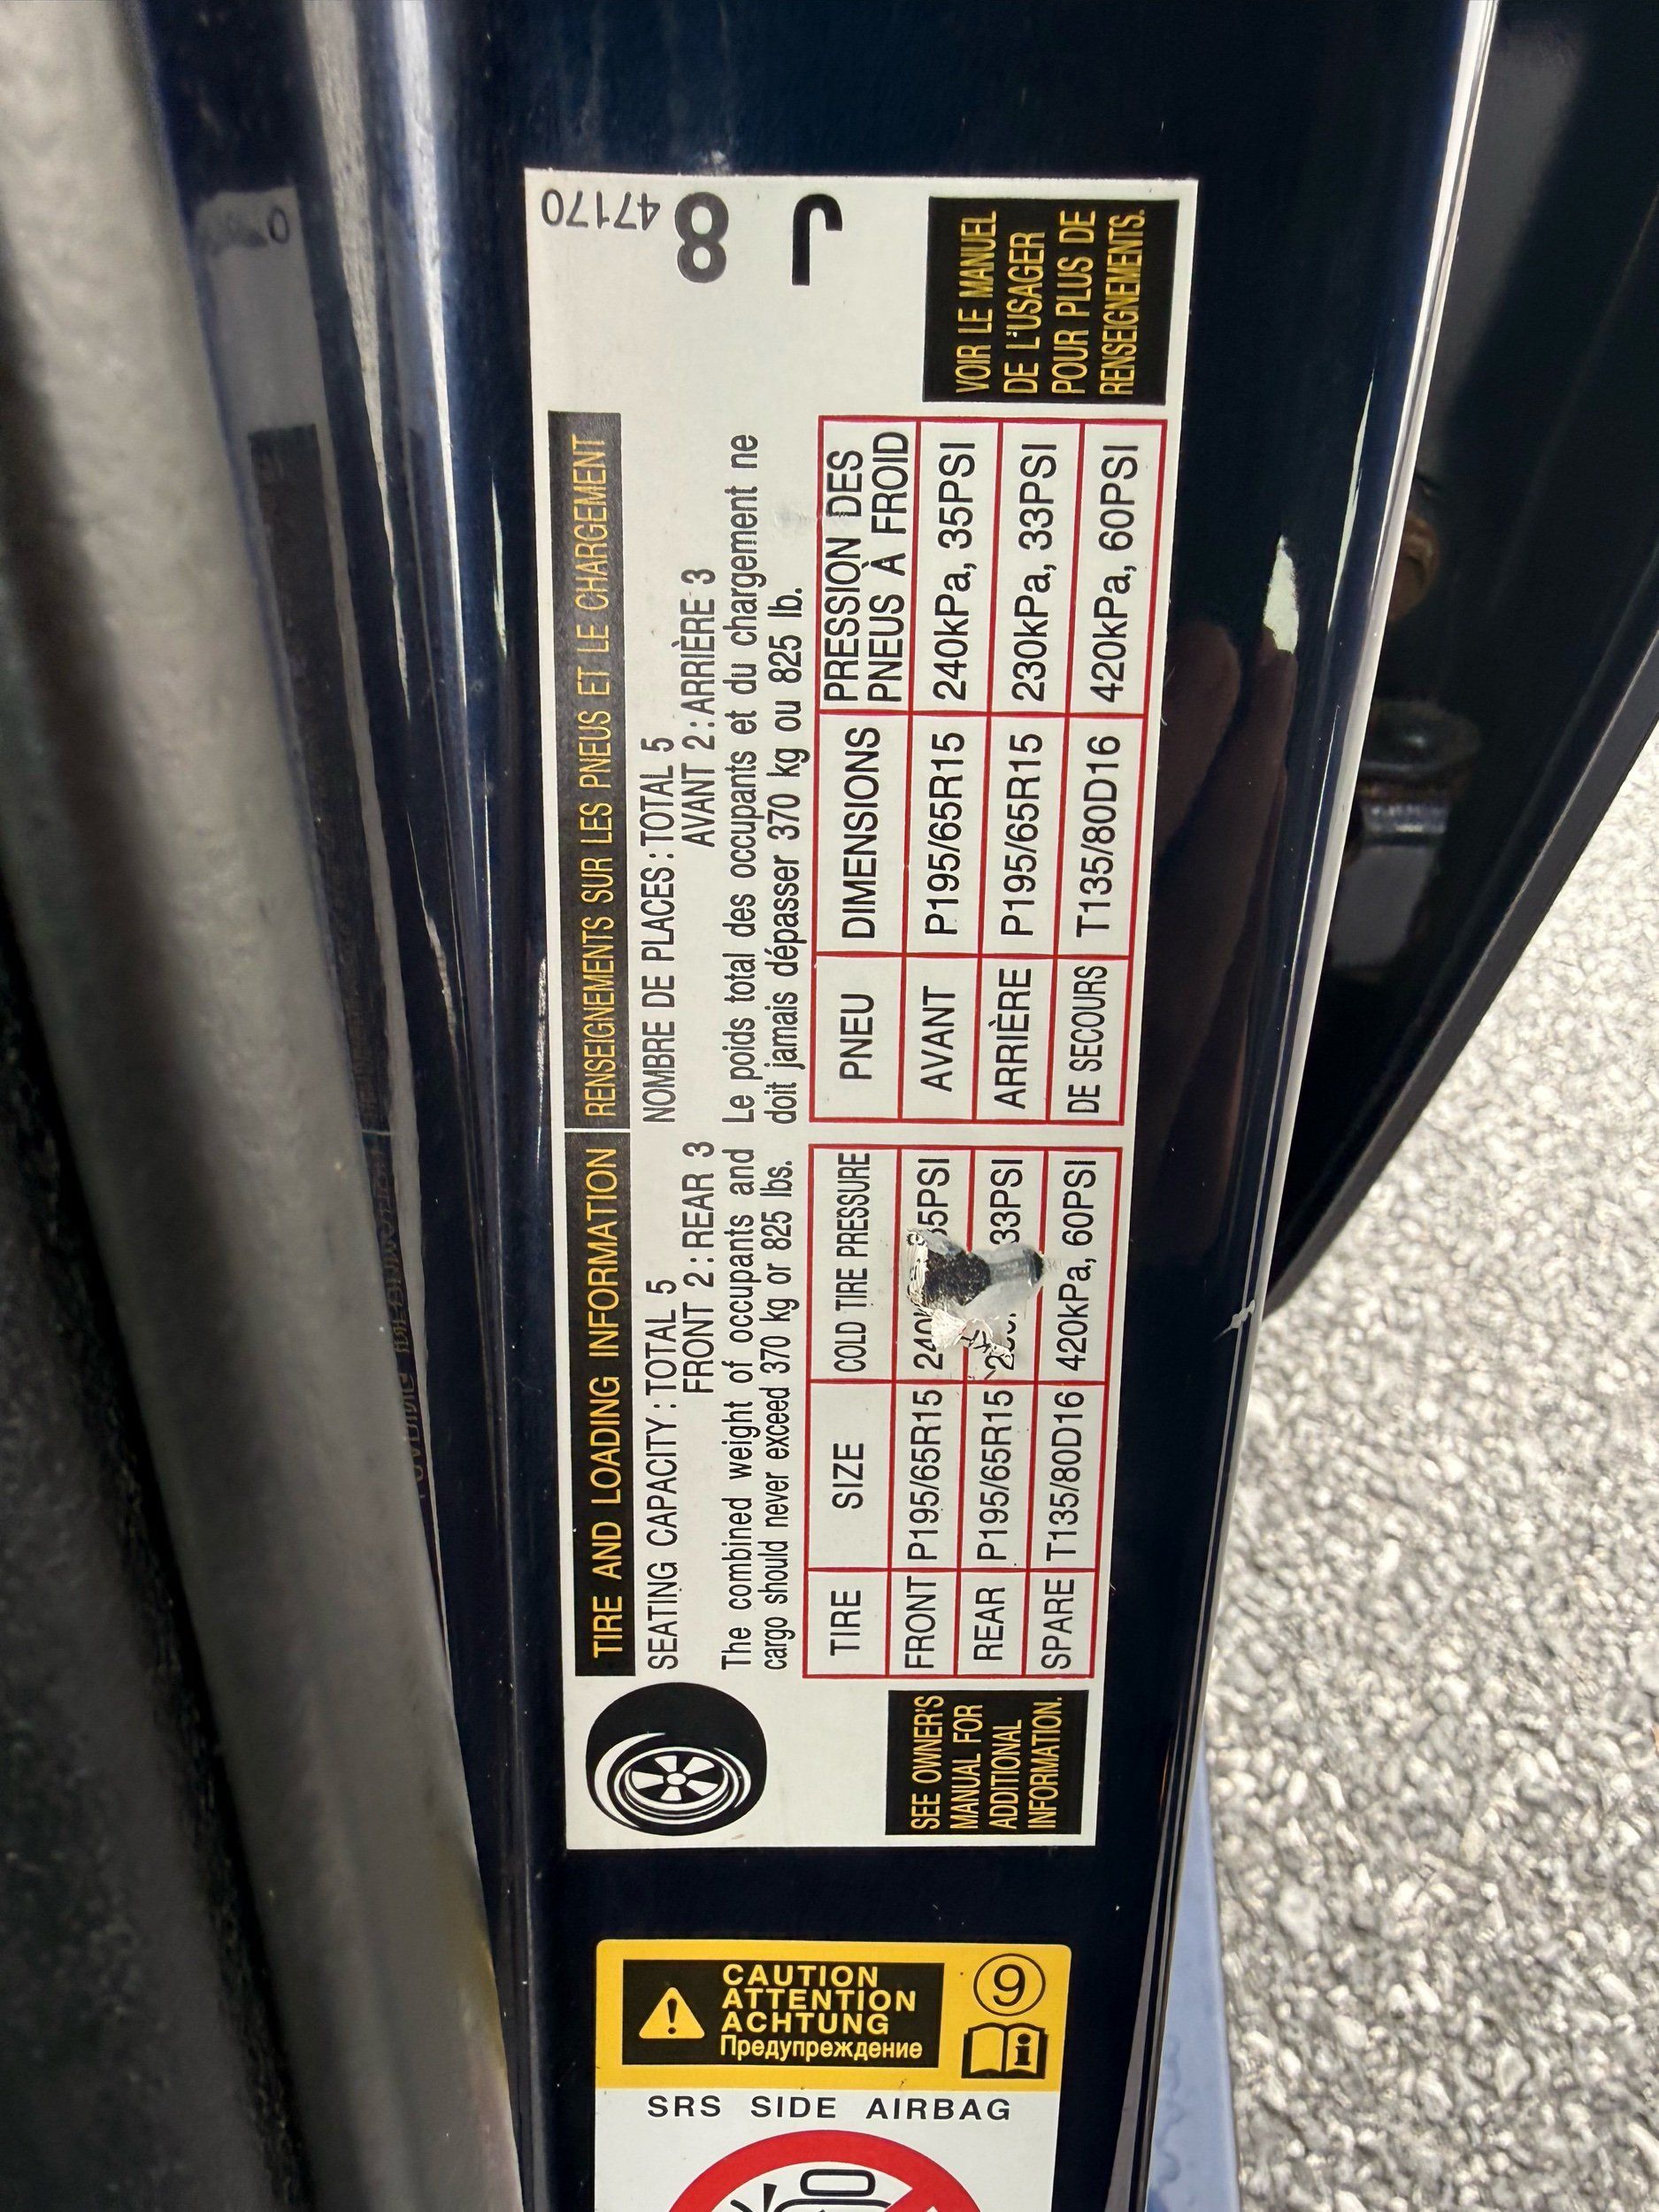 47170
8
J
TIRE AND LOADING INFORMATION
SEATING CAPACITY : TOTAL 5
FRONT 2 : REAR 3
The combined weight of occupants and
cargo should never exceed 370 kg or 825 lbs.
TIRE SIZE COLD TIRE PRESSURE
FRONT P195/65R15
REAR P195/65R15 33PSI
SPARE T135/80D16 420kPa, 60PSI
SEE OWNER'S
MANUAL FOR
ADDITIONAL
INFORMATION.
RENSEIGNEMENTS SUR LES PNEUS ET LE CHARGEMENT
NOMBRE DE PLACES : TOTAL 5
AVANT 2 : ARRIÈRE 3
Le poids total des occupants et du chargement ne
doit jamais dépasser 370 kg ou 825 lb.
PNEU DIMENSIONS PRESSION DES
PNEUS À FROID
AVANT P195/65R15 240kPa, 35PSI
ARRIÈRE P195/65R15 230kPa, 33PSI
DE SECOURS T135/80D16 420kPa, 60PSI
VOIR LE MANUEL
DE L'USAGER
POUR PLUS DE
RENSEIGNEMENTS.
CAUTION
ATTENTION
ACHTUNG
Предупреждение
9
SRS SIDE AIRBAG